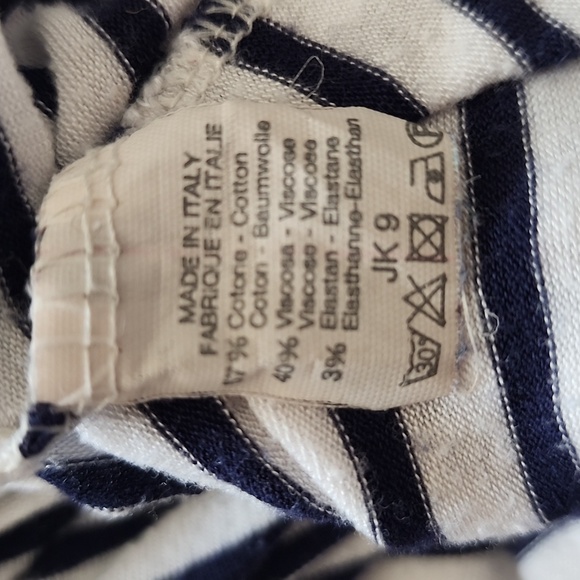 MADE IN ITALY
FABRIQUE EN ITALIE
7% Cotone - Cotton
Coton - Baumwolle
40% Viscosa - Viscose
Viscose - Viscose
3% Elastan - Elastane
Elasthanne-Elasthan
JK 9
30°
P